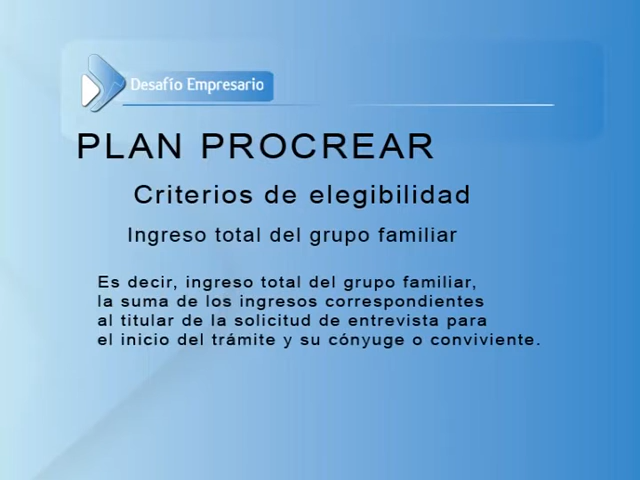 Desafío Empresario
PLAN PROCREAR
Criterios de elegibilidad
Ingreso total del grupo familiar
Es decir, ingreso total del grupo familiar,
la suma de los ingresos correspondientes
al titular de la solicitud de entrevista para
el inicio del trámite y su cónyuge o conviviente.